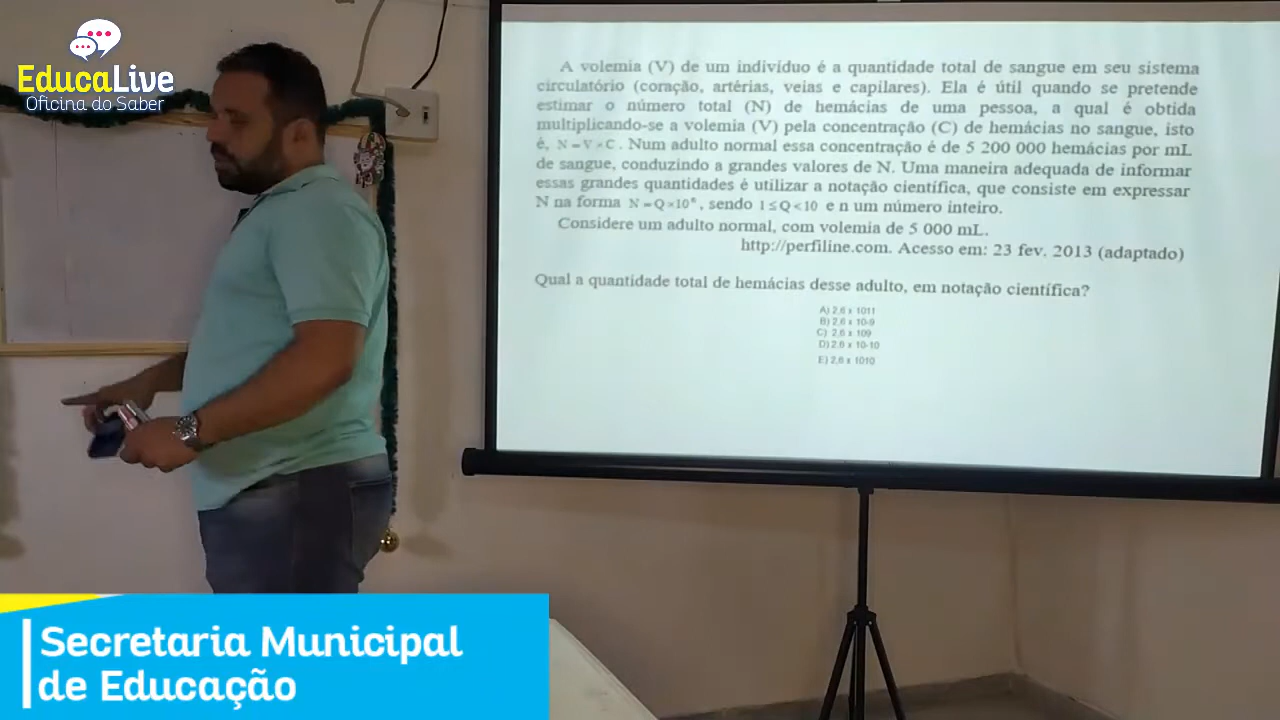 EducaLive
Oficina do Saber
A volemia (V) de um indivíduo é a quantidade total de sangue em seu sistema
circulatório (coração, artérias, veias e capilares). Ela é útil quando se pretende
estimar o número total (N) de hemácias de uma pessoa, a qual é obtida
multiplicando-se a volemia (V) pela concentração (C) de hemácias no sangue, isto
é, N = V × C . Num adulto normal essa concentração é de 5 200 000 hemácias por mL
de sangue, conduzindo a grandes valores de N. Uma maneira adequada de informar
essas grandes quantidades é utilizar a notação científica, que consiste em expressar
N na forma N = Q × 10ⁿ , sendo 1 ≤ Q < 10 e n um número inteiro.
Considere um adulto normal, com volemia de 5 000 mL.
http://perfiline.com. Acesso em: 23 fev. 2013 (adaptado)
Qual a quantidade total de hemácias desse adulto, em notação científica?
A) 2,6 x 1011
B) 2,6 x 10-9
C) 2,6 x 109
D) 2,6 x 10-10
E) 2,6 x 1010
Secretaria Municipal
de Educação